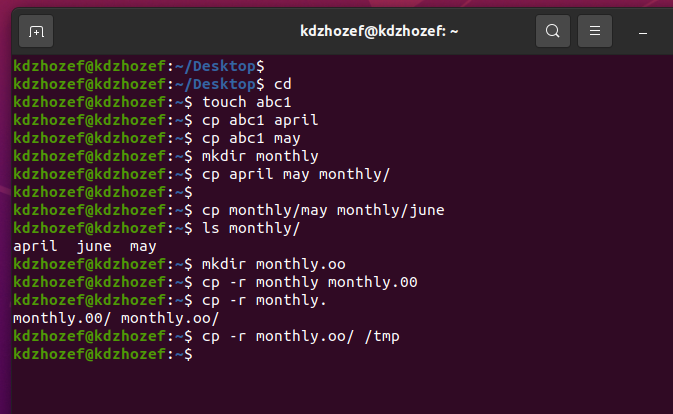 kdzhozef@kdzhozef: ~
kdzhozef@kdzhozef:~/Desktop$
kdzhozef@kdzhozef:~/Desktop$ cd
kdzhozef@kdzhozef:~$ touch abc1
kdzhozef@kdzhozef:~$ cp abc1 april
kdzhozef@kdzhozef:~$ cp abc1 may
kdzhozef@kdzhozef:~$ mkdir monthly
kdzhozef@kdzhozef:~$ cp april may monthly/
kdzhozef@kdzhozef:~$
kdzhozef@kdzhozef:~$ cp monthly/may monthly/june
kdzhozef@kdzhozef:~$ ls monthly/
april  june  may
kdzhozef@kdzhozef:~$ mkdir monthly.oo
kdzhozef@kdzhozef:~$ cp -r monthly monthly.00
kdzhozef@kdzhozef:~$ cp -r monthly.
monthly.00/ monthly.oo/
kdzhozef@kdzhozef:~$ cp -r monthly.oo/ /tmp
kdzhozef@kdzhozef:~$